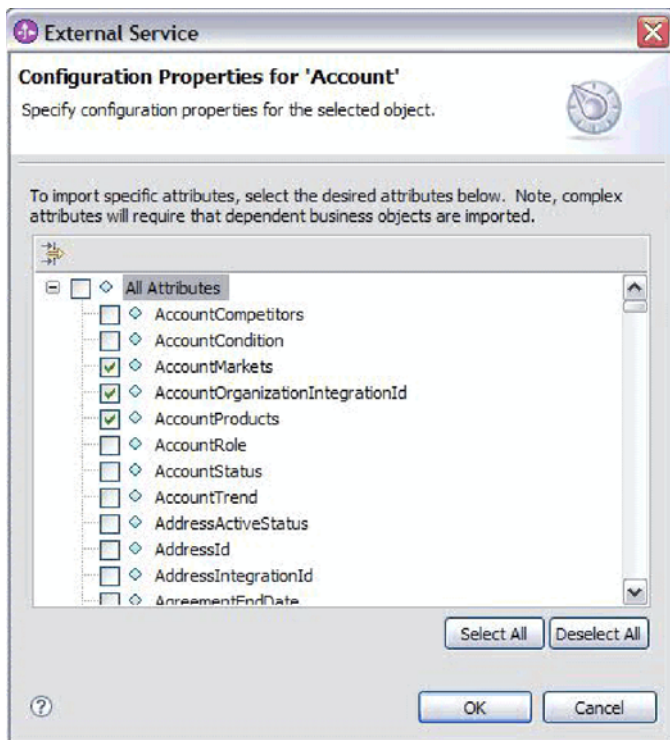 External Service
Configuration Properties for 'Account'
Specify configuration properties for the selected object.
To import specific attributes, select the desired attributes below.  Note, complex
attributes will require that dependent business objects are imported.
All Attributes
AccountCompetitors
AccountCondition
AccountMarkets
AccountOrganizationIntegrationId
AccountProducts
AccountRole
AccountStatus
AccountTrend
AddressActiveStatus
AddressId
AddressIntegrationId
AgreementEndDate
Select All Deselect All
OK Cancel